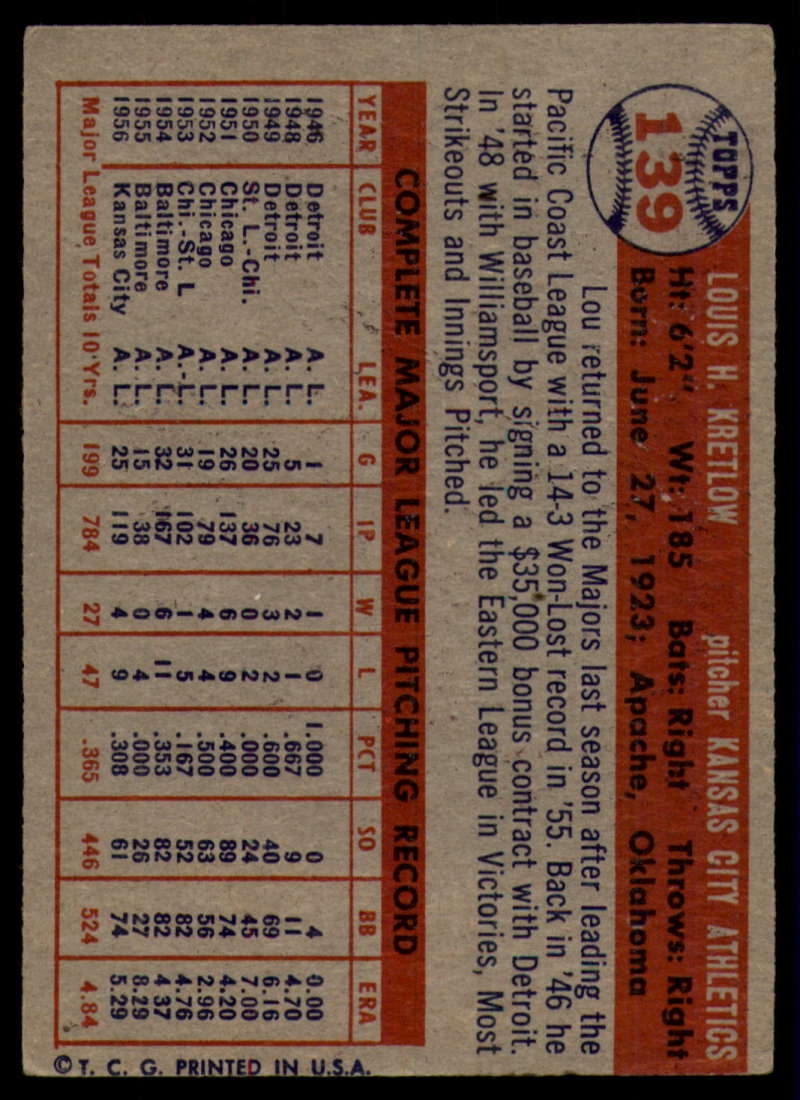 TOPPS
139
LOUIS H. KRETLOW pitcher KANSAS CITY ATHLETICS
Ht: 6'2" Wt: 185 Bats: Right Throws: Right
Born: June 27, 1923; Apache, Oklahoma
Lou returned to the Majors last season after leading the
Pacific Coast League with a 14-3 Won-Lost record in '55. Back in '46 he
started in baseball by signing a $35,000 bonus contract with Detroit.
In '48 with Williamsport, he led the Eastern League in Victories, Most
Strikeouts and Innings Pitched.
COMPLETE MAJOR LEAGUE PITCHING RECORD
YEAR CLUB LEA. G IP W L PCT SO BB ERA
1946 Detroit A. L. 1 7 1 0 1.000 0 4 0.00
1948 Detroit A. L. 5 23 2 1 .667 9 11 4.70
1949 Detroit A. L. 25 76 3 2 .600 40 69 6.16
1950 St. L.-Chi. A. L. 20 36 0 2 .000 24 45 7.00
1951 Chicago A. L. 26 137 6 9 .400 89 74 4.20
1952 Chicago A. L. 19 79 4 4 .500 63 56 2.96
1953 Chi.-St. L A.-L. 31 102 1 5 .167 52 82 4.76
1954 Baltimore A. L. 32 167 6 11 .353 82 82 4.37
1955 Baltimore A. L. 15 38 0 4 .000 26 27 8.29
1956 Kansas City A. L. 25 119 4 9 .308 61 74 5.29
Major League Totals 10 Yrs. 199 784 27 47 .365 446 524 4.84
© T. C. G. PRINTED IN U.S.A.